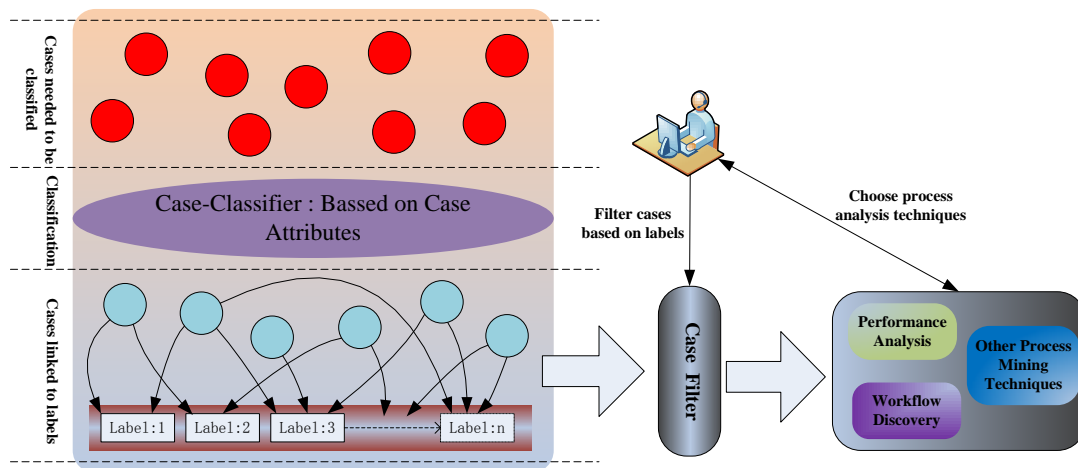 Cases needed to be
classified
Classification
Cases linked to labels
Case-Classifier : Bassed on Case
Attributes
Label:1
Label:2
Label:3
Label:n
Filter cases
based on labels
Choose process
analysis techniques
Case Filter
Performance
Analysis
Other Process
Mining
Techniques
Workflow
Discovery